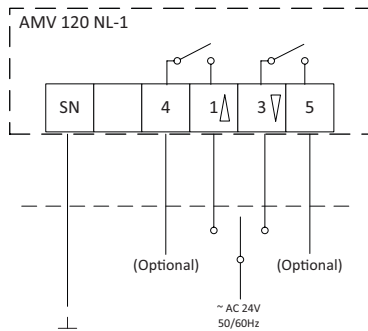 AMV 120 NL-1
SN 4 1 3 5
(Optional) (Optional)
~ AC 24V
50/60Hz